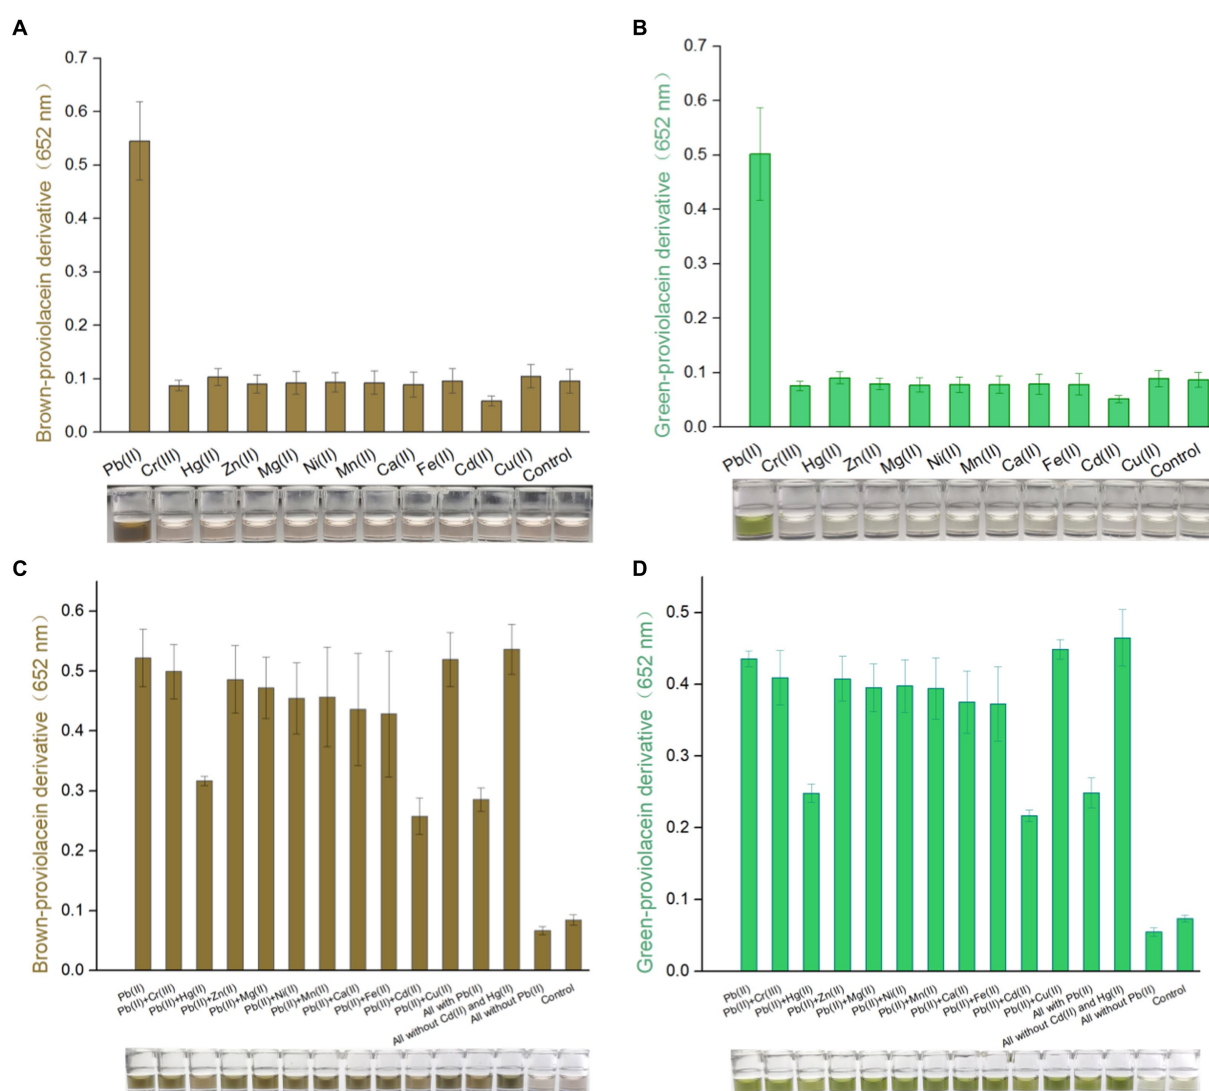 A
Brown-proviolacein derivative（652 nm）
0.7
0.6
0.5
0.4
0.3
0.2
0.1
0.0
Pb(II)
Cr(III)
Hg(II)
Zn(II)
Mg(II)
Ni(II)
Mn(II)
Ca(II)
Fe(II)
Cd(II)
Cu(II)
Control
B
Green-proviolacein derivative（652 nm）
0.7
0.6
0.5
0.4
0.3
0.2
0.1
0.0
Pb(II)
Cr(III)
Hg(II)
Zn(II)
Mg(II)
Ni(II)
Mn(II)
Ca(II)
Fe(II)
Cd(II)
Cu(II)
Control
C
Brown-proviolacein derivative（652 nm）
0.6
0.5
0.4
0.3
0.2
0.1
0.0
Pb(II)
Pb(II)+Cr(III)
Pb(II)+Hg(II)
Pb(II)+Zn(II)
Pb(II)+Mg(II)
Pb(II)+Ni(II)
Pb(II)+Mn(II)
Pb(II)+Ca(II)
Pb(II)+Fe(II)
Pb(II)+Cd(II)
Pb(II)+Cu(II)
All with Pb(II)
All without Cd(II) and Hg(II)
All without Pb(II)
Control
D
Green-proviolacein derivative（652 nm）
0.5
0.4
0.3
0.2
0.1
0.0
Pb(II)
Pb(II)+Cr(III)
Pb(II)+Hg(II)
Pb(II)+Zn(II)
Pb(II)+Mg(II)
Pb(II)+Ni(II)
Pb(II)+Mn(II)
Pb(II)+Ca(II)
Pb(II)+Fe(II)
Pb(II)+Cd(II)
Pb(II)+Cu(II)
All with Pb(II)
All without Cd(II) and Hg(II)
All without Pb(II)
Control